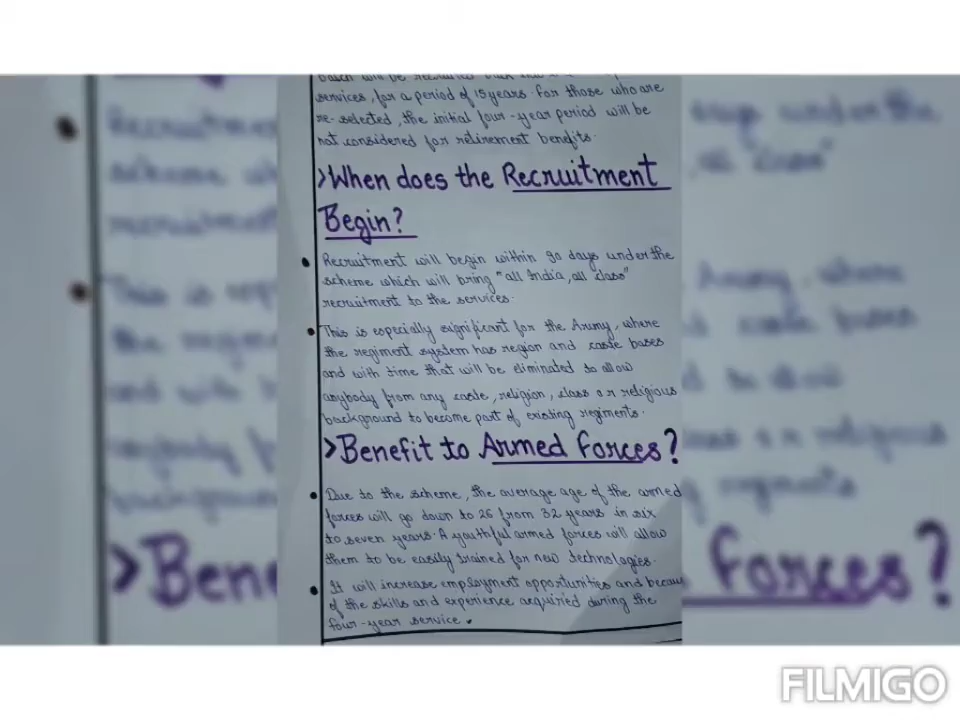 services, for a period of 15 years. For those who are
re-selected, the initial four-year period will be
not considered for retirement benefits.
>When does the Recruitment
Begin?
Recruitment will begin within 90 days under the
scheme which will bring "all India, all class"
recruitment to the services.
This is especially significant for the Army, where
the regiment system has region and caste bases
and with time that will be eliminated to allow
anybody from any caste, religion, class or religious
background to become part of existing regiments.
>Benefit to Armed Forces?
Due to the scheme, the average age of the armed
forces will go down to 26 from 32 years in six
to seven years. A youthful armed forces will allow
them to be easily trained for new technologies.
It will increase employment opportunities and becaus
of the skills and experience acquired during the
four-year service.
FILMIGO